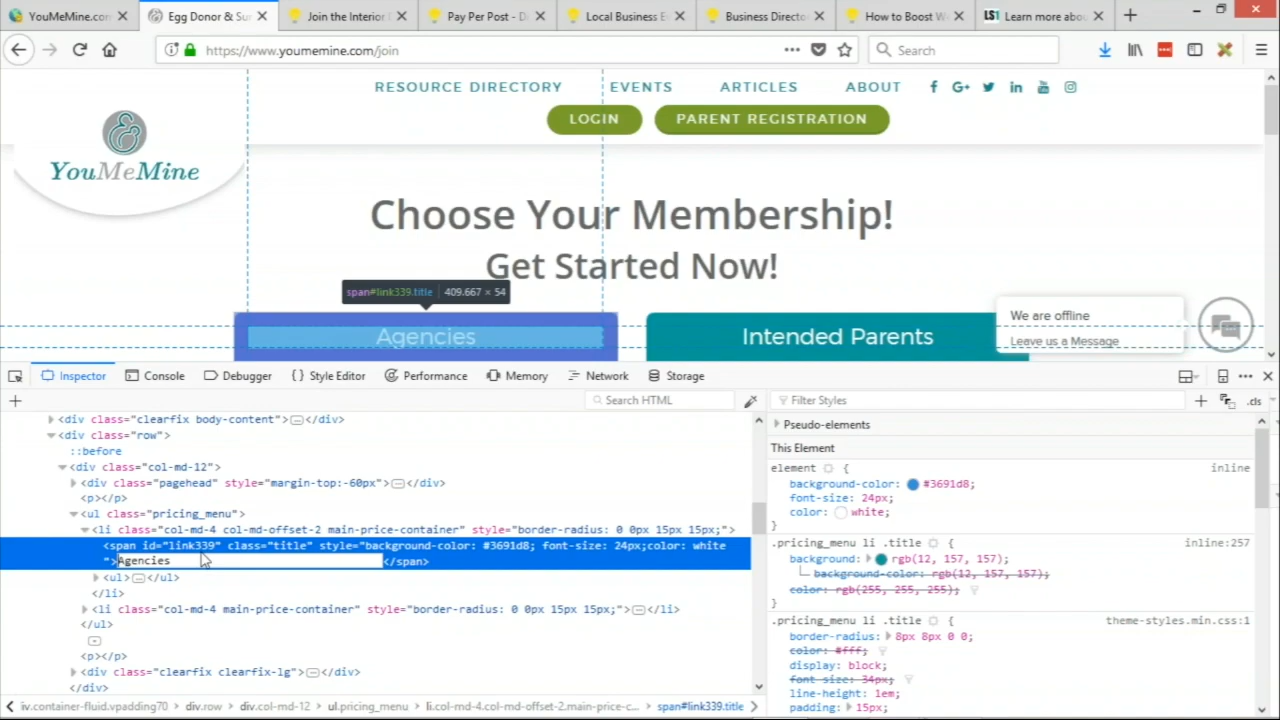 YouMeMine.com
Egg Donor & Su
Join the Interior
Pay Per Post - Di
Local Business E
Business Directo
How to Boost W
LS1 Learn more abou
https://www.youmemine.com/join
Search
RESOURCE DIRECTORY EVENTS ARTICLES ABOUT
LOGIN PARENT REGISTRATION
YouMeMine
Choose Your Membership!
Get Started Now!
span#link339.title 409.667 × 54
Agencies
Intended Parents
We are offline
Leave us a Message
Inspector Console Debugger Style Editor Performance Memory Network Storage
Search HTML
Filter Styles
.cls
<div class="clearfix body-content"></div>
<div class="row">
::before
<div class="col-md-12">
<div class="pagehead" style="margin-top:-60px"></div>
<p></p>
<ul class="pricing_menu">
<li class="col-md-4 col-md-offset-2 main-price-container" style="border-radius: 0 0px 15px 15px;">
<span id="link339" class="title" style="background-color: #3691d8; font-size: 24px;color: white
">Agencies</span>
<ul></ul>
</li>
<li class="col-md-4 main-price-container" style="border-radius: 0 0px 15px 15px;"></li>
</ul>
<p></p>
<div class="clearfix clearfix-lg"></div>
</div>
iv.container-fluid.vpadding70 div.row div.col-md-12 ul.pricing_menu li.col-md-4.col-md-offset-2.main-price-c... span#link339.title
Pseudo-elements
This Element
element { inline
background-color: #3691d8;
font-size: 24px;
color: white;
}
.pricing_menu li .title { inline:257
background: rgb(12, 157, 157);
background-color: rgb(12, 157, 157);
color: rgb(255, 255, 255);
}
.pricing_menu li .title { theme-styles.min.css:1
border-radius: 8px 8px 0 0;
color: #fff;
display: block;
font-size: 34px;
line-height: 1em;
padding: 15px;